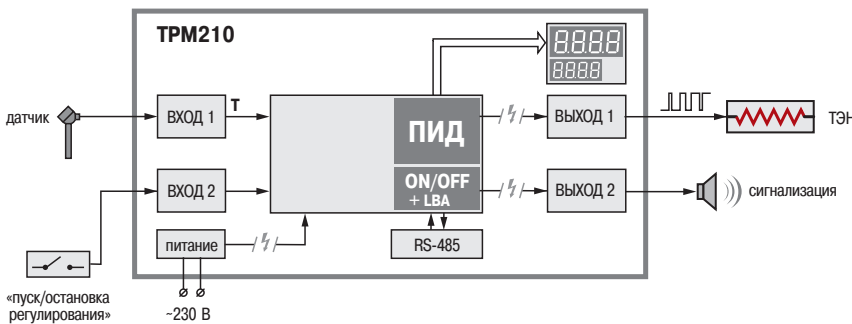 ТРМ210
8.8.8.8
8.8.8.8
датчик
ВХОД 1
Т
ПИД
ВЫХОД 1
ТЭН
ВХОД 2
ON/OFF
+ LBA
ВЫХОД 2
сигнализация
питание
RS-485
«пуск/остановка
регулирования»
~230 В